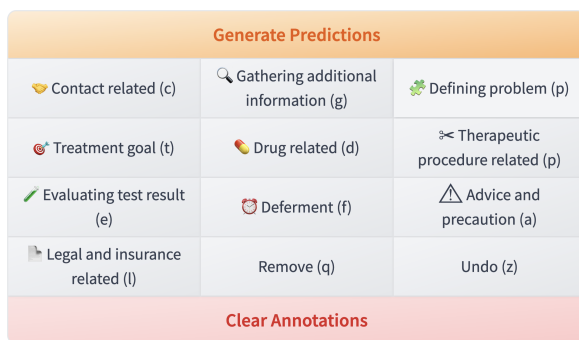 Generate Predictions
🤝 Contact related (c)
🔍 Gathering additional
information (g)
🧩 Defining problem (p)
🎯 Treatment goal (t)
💊 Drug related (d)
✂ Therapeutic
procedure related (p)
🧪 Evaluating test result
(e)
⏰ Deferment (f)
⚠ Advice and
precaution (a)
📄 Legal and insurance
related (l)
Remove (q)
Undo (z)
Clear Annotations